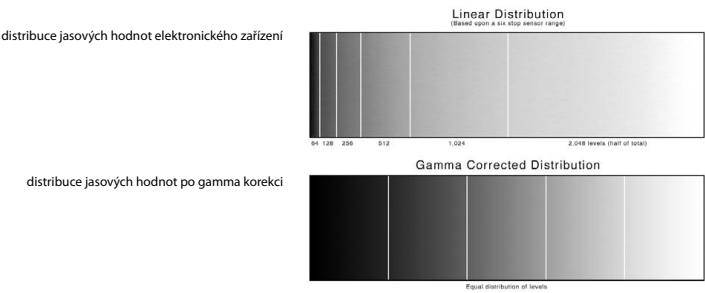 Linear Distribution
(Based upon a six stop sensor range)
distribuce jasových hodnot elektronického zařízení
64 128 256 512 1,024 2,048 levels (half of total)
Gamma Corrected Distribution
distribuce jasových hodnot po gamma korekci
Equal distribution of levels